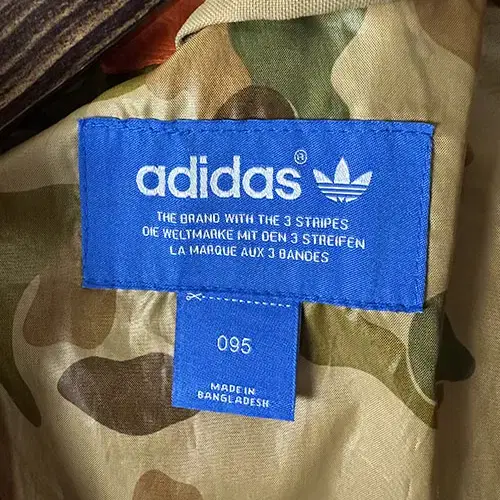 adidas®
THE BRAND WITH THE 3 STRIPES
DIE WELTMARKE MIT DEN 3 STREIFEN
LA MARQUE AUX 3 BANDES
095
MADE IN
BANGLADESH